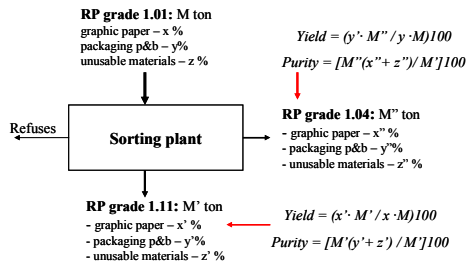 RP grade 1.01: M ton
graphic paper – x %
packaging p&b – y%
unusable materials – z %
Yield = (y’· M” / y ·M)100
Purity = [M”(x”+ z”)/ M’]100
Refuses
Sorting plant
RP grade 1.04: M” ton
- graphic paper – x” %
- packaging p&b – y”%
- unusable materials – z” %
RP grade 1.11: M’ ton
- graphic paper – x’ %
- packaging p&b – y’%
- unusable materials – z’ %
Yield = (x’· M’ / x ·M)100
Purity = [M’(y’+ z’) / M’]100